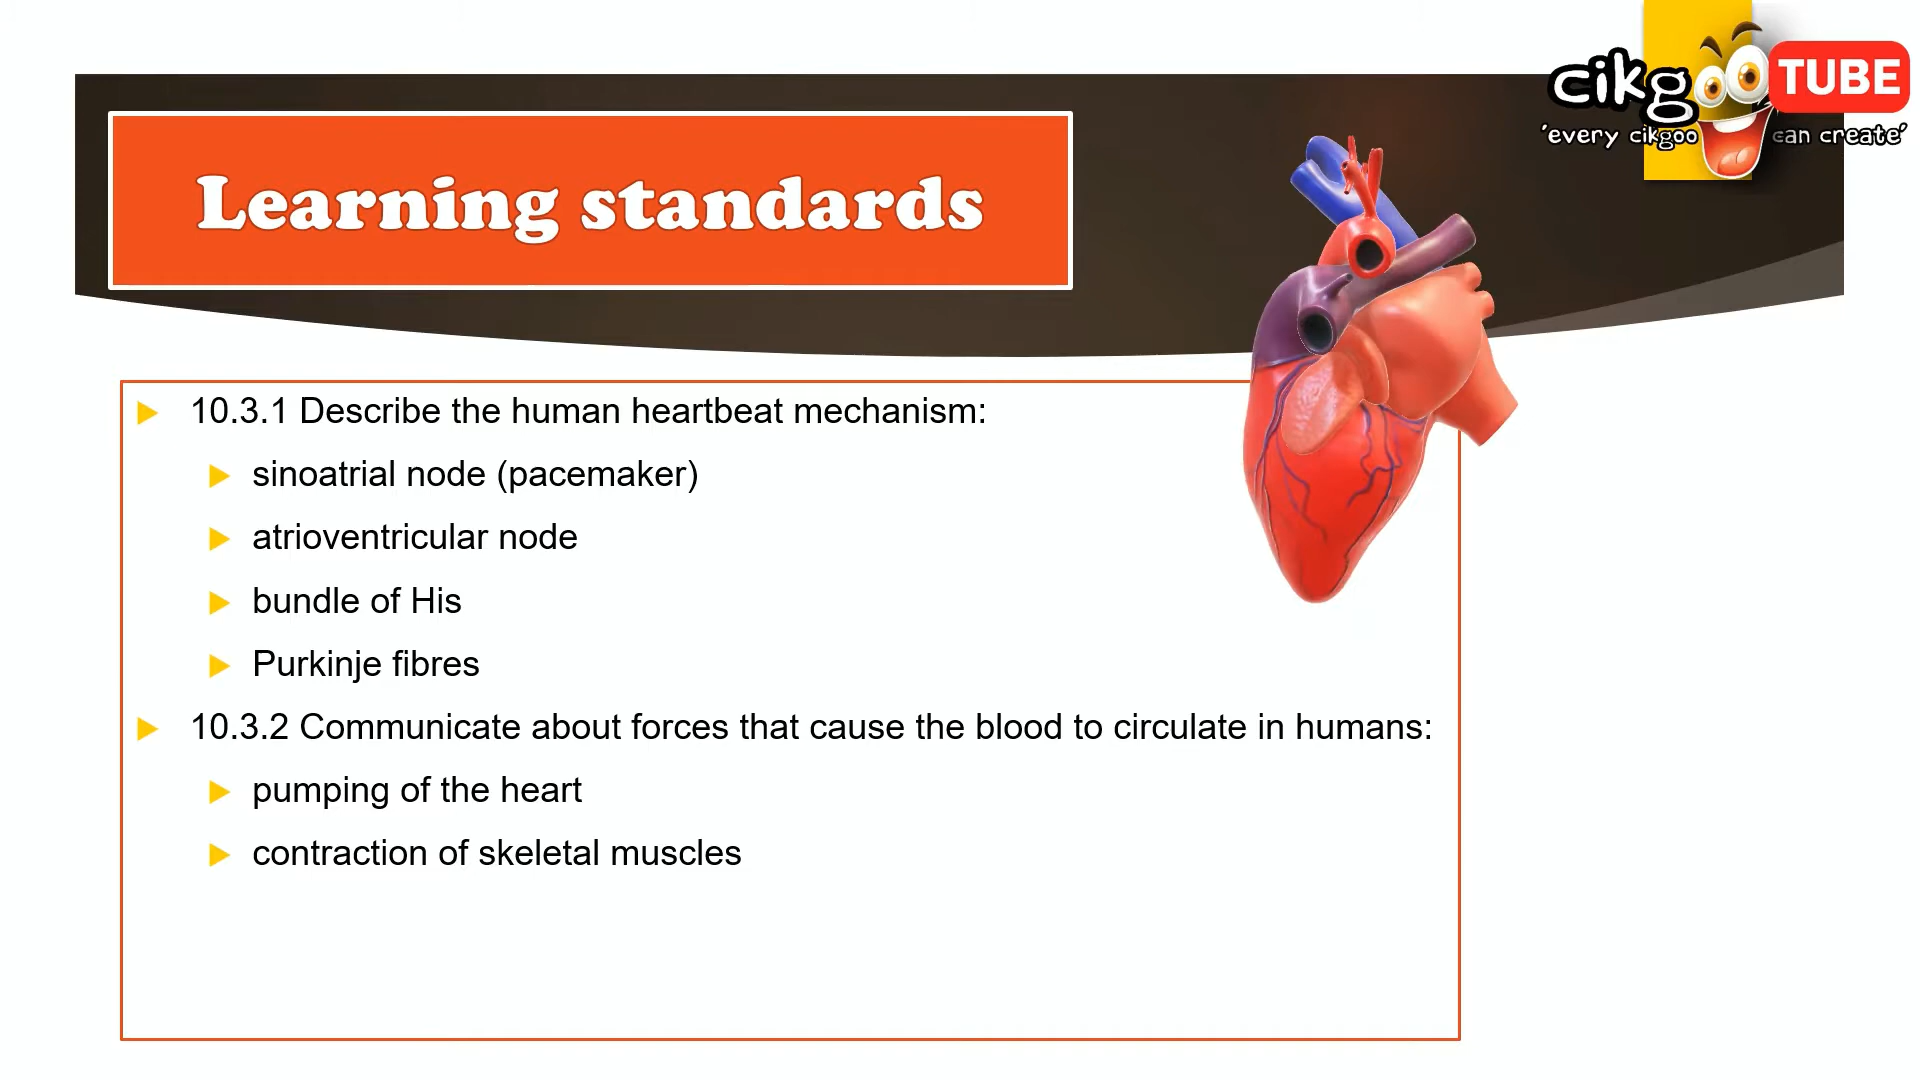 cikgoo TUBE
'every cikgoo can create'
Learning standards
10.3.1 Describe the human heartbeat mechanism:
sinoatrial node (pacemaker)
atrioventricular node
bundle of His
Purkinje fibres
10.3.2 Communicate about forces that cause the blood to circulate in humans:
pumping of the heart
contraction of skeletal muscles